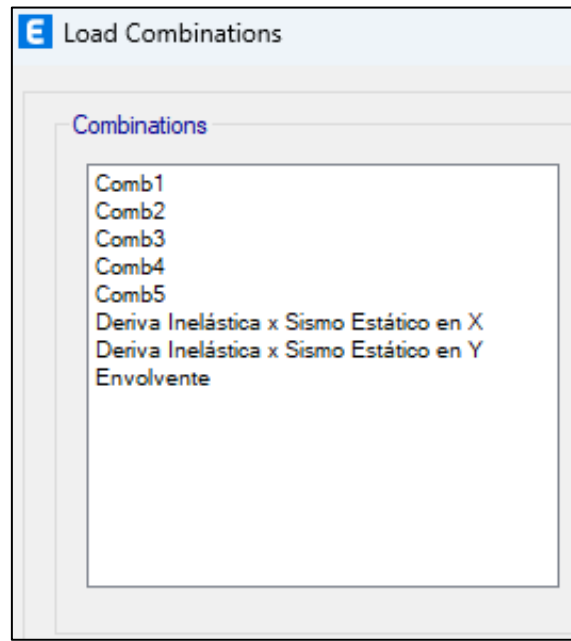 E Load Combinations
Combinations
Comb1
Comb2
Comb3
Comb4
Comb5
Deriva Inelástica x Sismo Estático en X
Deriva Inelástica x Sismo Estático en Y
Envolvente